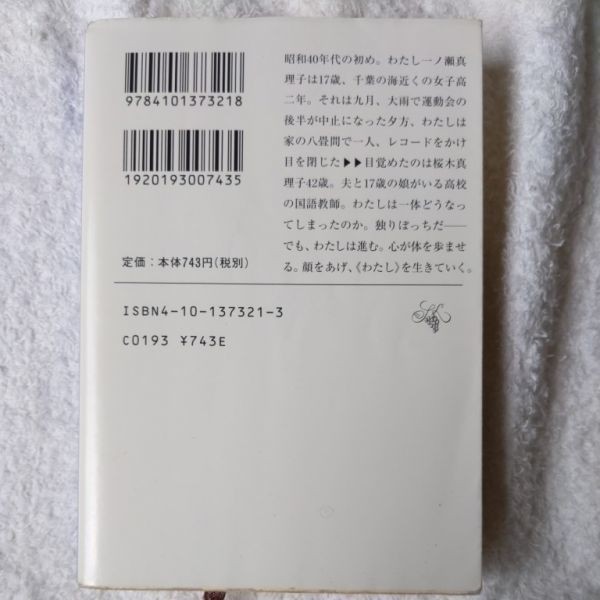 9784101373218
1920193007435
定価：本体743円(税別)
昭和40年代の初め。わたし一ノ瀬真
理子は17歳、千葉の海近くの女子高
二年。それは九月、大雨で運動会の
後半が中止になった夕方、わたしは
家の八畳間で一人、レコードをかけ
目を閉じた▶▶目覚めたのは桜木真
理子42歳。夫と17歳の娘がいる高校
の国語教師。わたしは一体どうなっ
てしまったのか。独りぼっちだ――
でも、わたしは進む。心が体を歩ませ
る。顔をあげ、《わたし》を生きていく。
ISBN4-10-137321-3
C0193 ¥743E